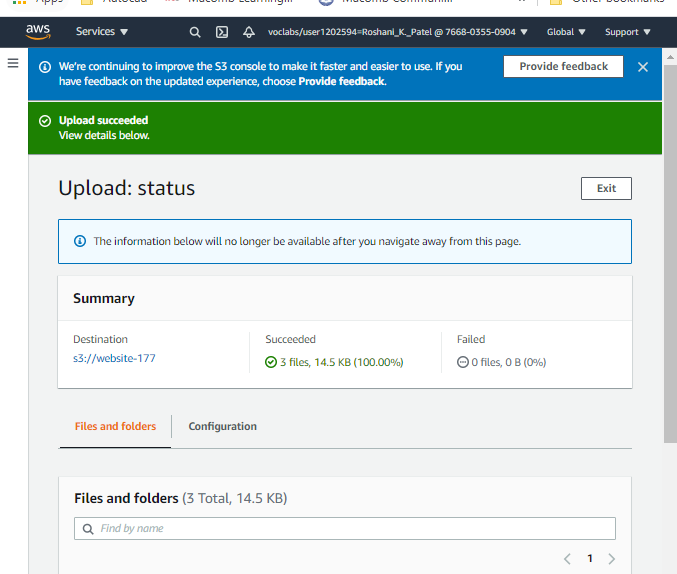 Apps AutoCad Macomb Learning... Macomb Communi... » Other bookmarks
aws Services ▼ voclabs/user1202594=Roshani_K._Patel @ 7668-0355-0904 ▼ Global ▼ Support ▼
We're continuing to improve the S3 console to make it faster and easier to use. If you
have feedback on the updated experience, choose Provide feedback.
Provide feedback
Upload succeeded
View details below.
Upload: status
Exit
The information below will no longer be available after you navigate away from this page.
Summary
Destination
s3://website-177
Succeeded
3 files, 14.5 KB (100.00%)
Failed
0 files, 0 B (0%)
Files and folders
Configuration
Files and folders (3 Total, 14.5 KB)
Find by name
1